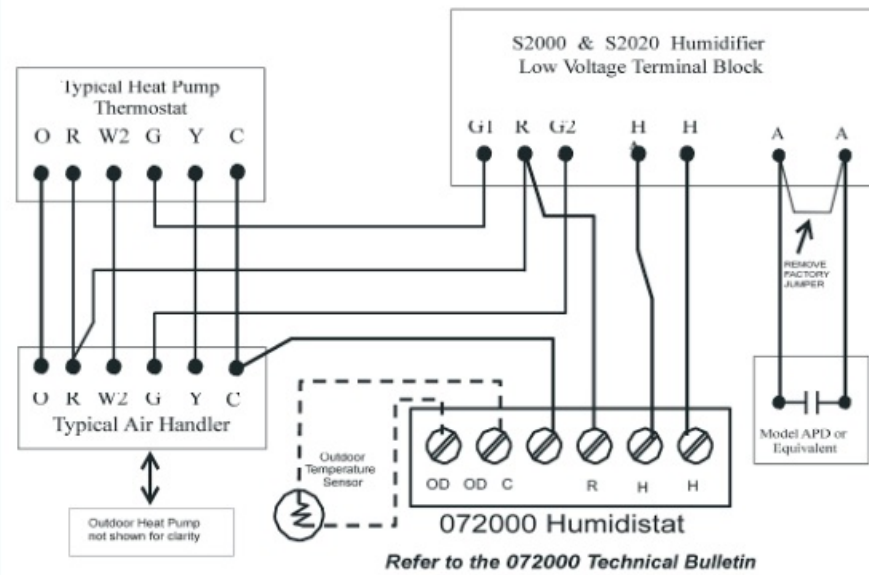 S2000 & S2020 Humidifier
Low Voltage Terminal Block
G1 R G2 H H A A
A
REMOVE
FACTORY
JUMPER
Typical Heat Pump
Thermostat
O R W2 G Y C
O R W2 G Y C
Typical Air Handler
Outdoor Heat Pump
not shown for clarity
Outdoor
Temperature
Sensor
OD OD C R H H
072000 Humidistat
Refer to the 072000 Technical Bulletin
Model APD or
Equivalent